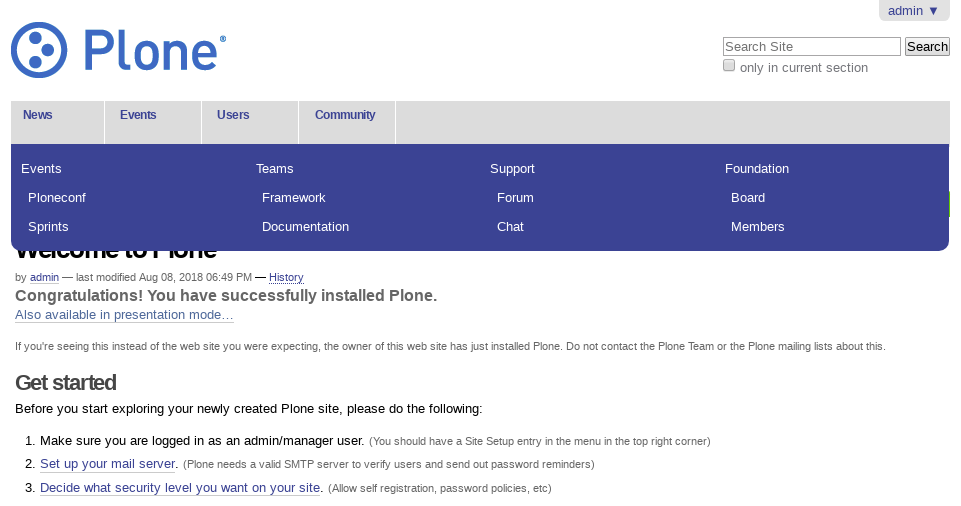 admin ▼
Plone®
Search Site
Search
only in current section
News Events Users Community
Events Teams Support Foundation
Ploneconf Framework Forum Board
Sprints Documentation Chat Members
Welcome to Plone
by admin — last modified Aug 08, 2018 06:49 PM — History
Congratulations! You have successfully installed Plone.
Also available in presentation mode…
If you're seeing this instead of the web site you were expecting, the owner of this web site has just installed Plone. Do not contact the Plone Team or the Plone mailing lists about this.
Get started
Before you start exploring your newly created Plone site, please do the following:
1. Make sure you are logged in as an admin/manager user. (You should have a Site Setup entry in the menu in the top right corner)
2. Set up your mail server. (Plone needs a valid SMTP server to verify users and send out password reminders)
3. Decide what security level you want on your site. (Allow self registration, password policies, etc)